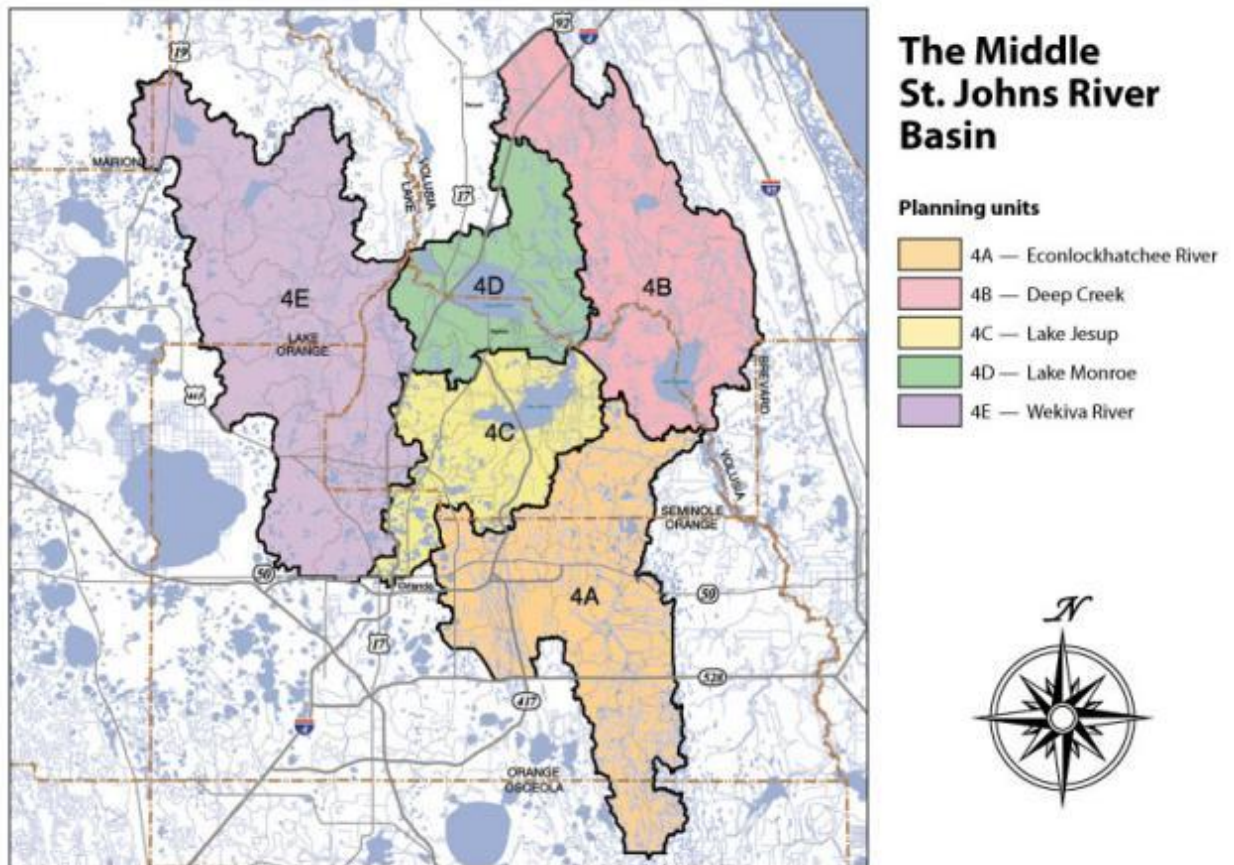 The Middle
St. Johns River
Basin
Planning units
4A — Econlockhatchee River
4B — Deep Creek
4C — Lake Jesup
4D — Lake Monroe
4E — Wekiva River
92
4
19
MARION
VOLUSIA
LAKE
17
95
4E
4D
4B
LAKE
ORANGE
441
BREVARD
4C
VOLUSIA
SEMINOLE
ORANGE
50
Orlando
4A
50
17
528
417
4
ORANGE
OSCEOLA
N